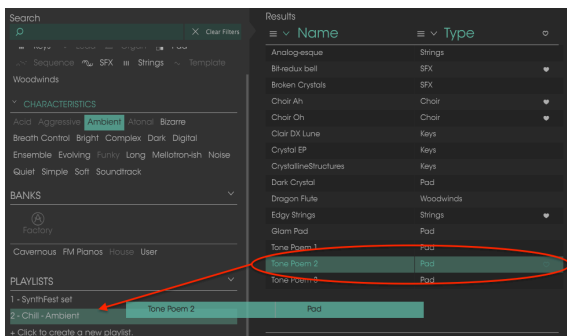 Search
Clear Filters
Keys Lead Organ Pad
Sequence SFX Strings Template
Woodwinds
CHARACTERISTICS
Acid Aggressive Ambient Atonal Bizarre
Breath Control Bright Complex Dark Digital
Ensemble Evolving Funky Long Mellotron-ish Noise
Quiet Simple Soft Soundtrack
BANKS
Factory
Cavernous FM Pianos House User
PLAYLISTS
1 - SynthFest set
2 - Chill - Ambient
+ Click to create a new playlist.
Results
Name Type
Analog-esque Strings
Bit-redux bell SFX
Broken Crystals SFX
Choir Ah Choir
Choir Oh Choir
Clair DX Lune Keys
Crystal EP Keys
CrystallineStructures Keys
Dark Crystal Pad
Dragon Flute Woodwinds
Edgy Strings Strings
Glam Pad Pad
Tone Poem 1 Pad
Tone Poem 2 Pad
Tone Poem 3 Pad
Tone Poem 2 Pad